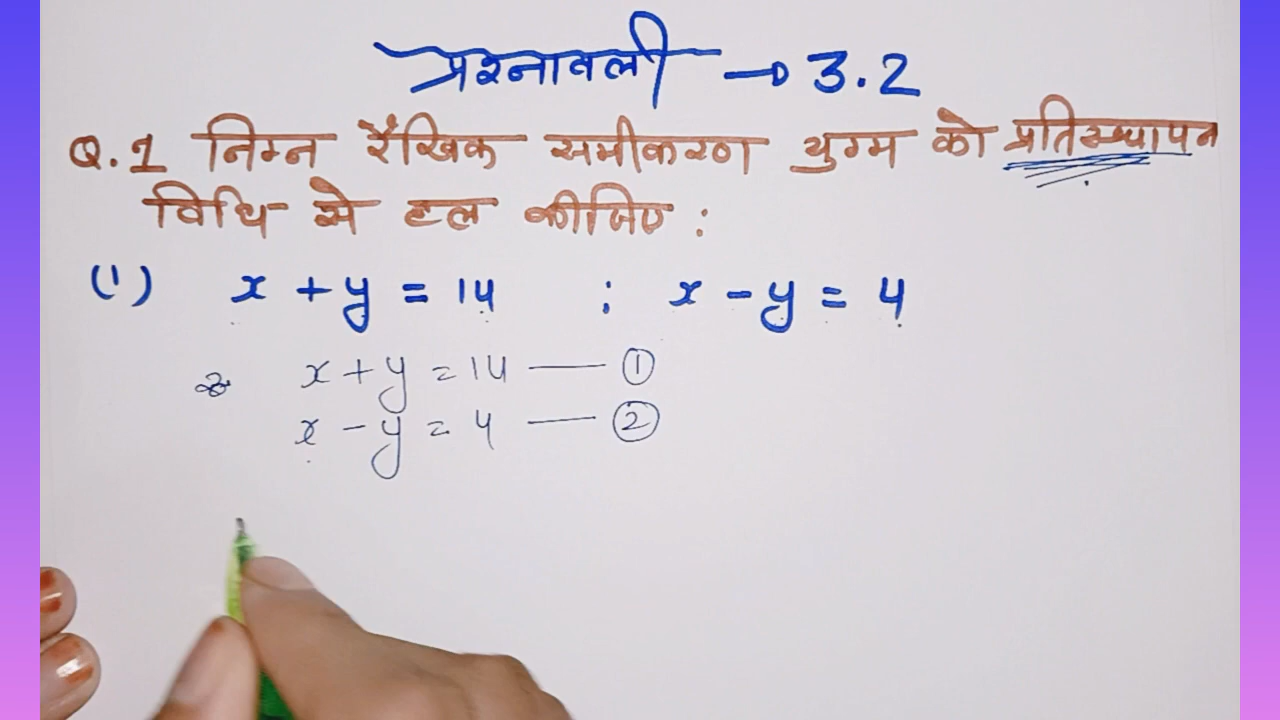 प्रश्नावली → 3.2
Q.1 निम्न रैखिक समीकरण युग्म को प्रतिस्थापन
विधि से हल कीजिए :
(1) x + y = 14 ; x - y = 4
x + y = 14 —— ①
x - y = 4 —— ②